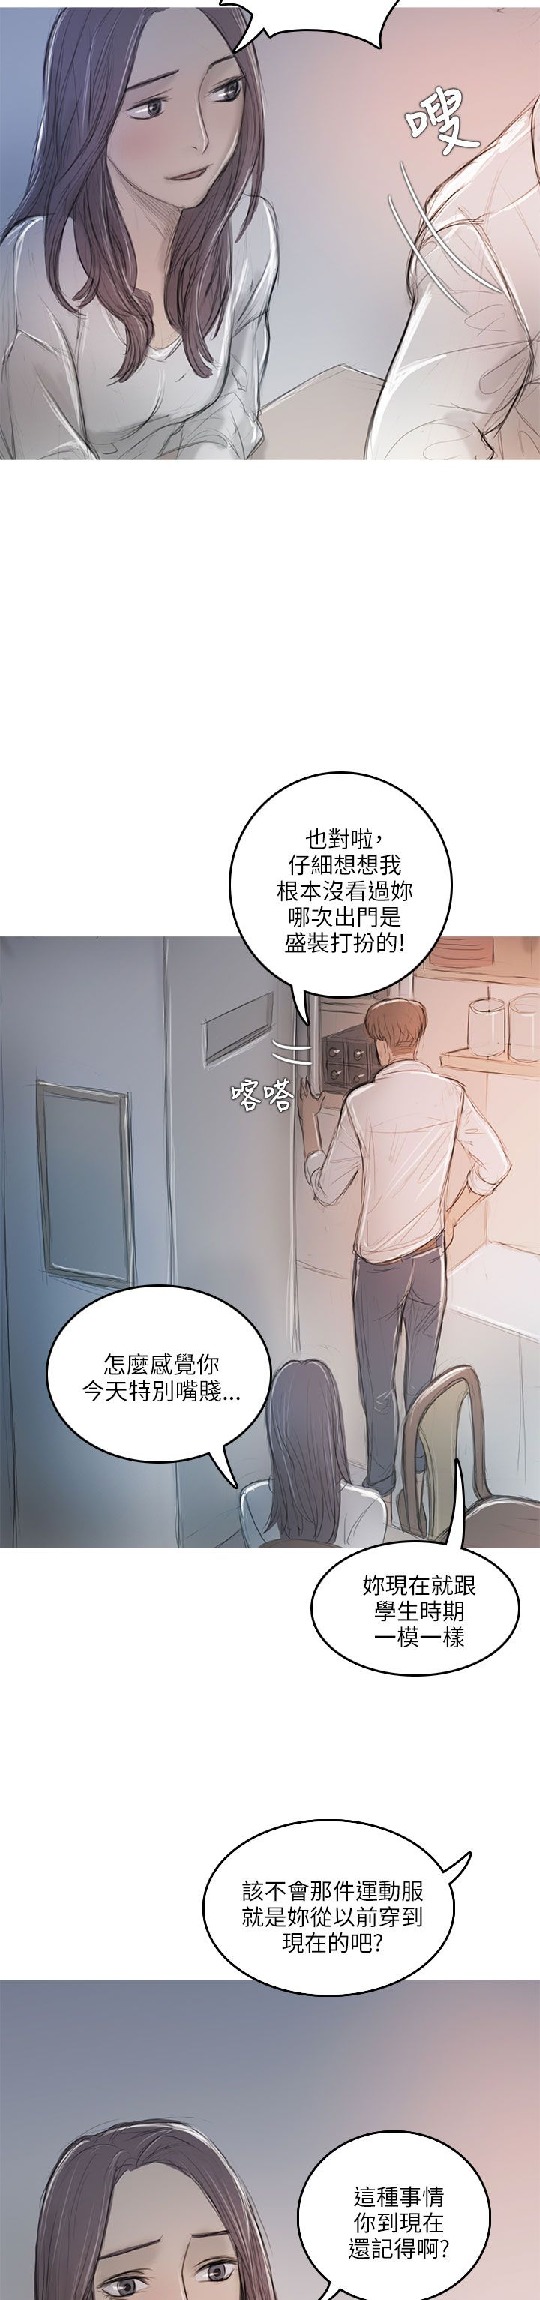 嗖
也對啦，
仔細想想我
根本沒看過妳
哪次出門是
盛裝打扮的!
喀嗒
怎麼感覺你
今天特別嘴賤…
妳現在就跟
學生時期
一模一樣
該不會那件運動服
就是妳從以前穿到
現在的吧?
這種事情
你到現在
還記得啊?